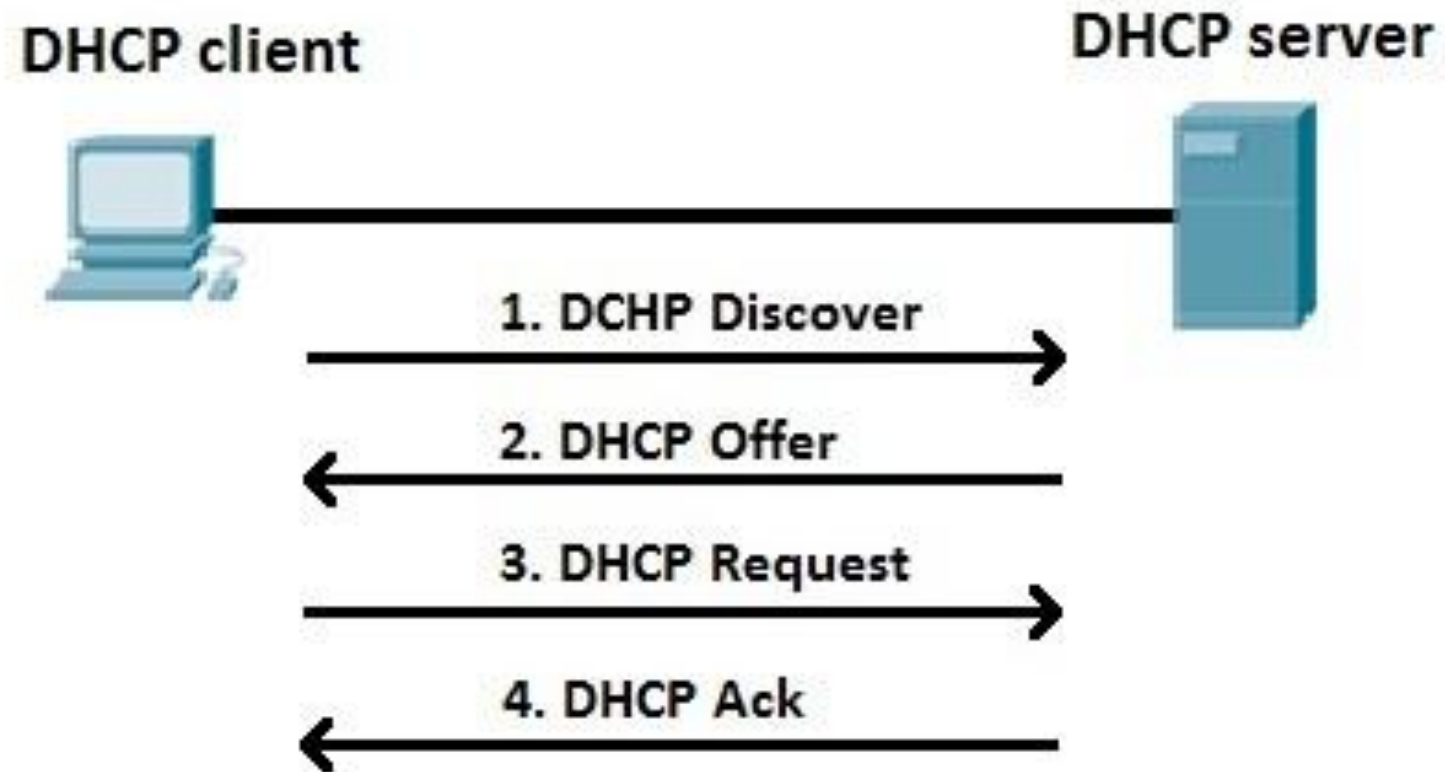 DHCP client
DHCP server
1. DCHP Discover
2. DHCP Offer
3. DHCP Request
4. DHCP Ack